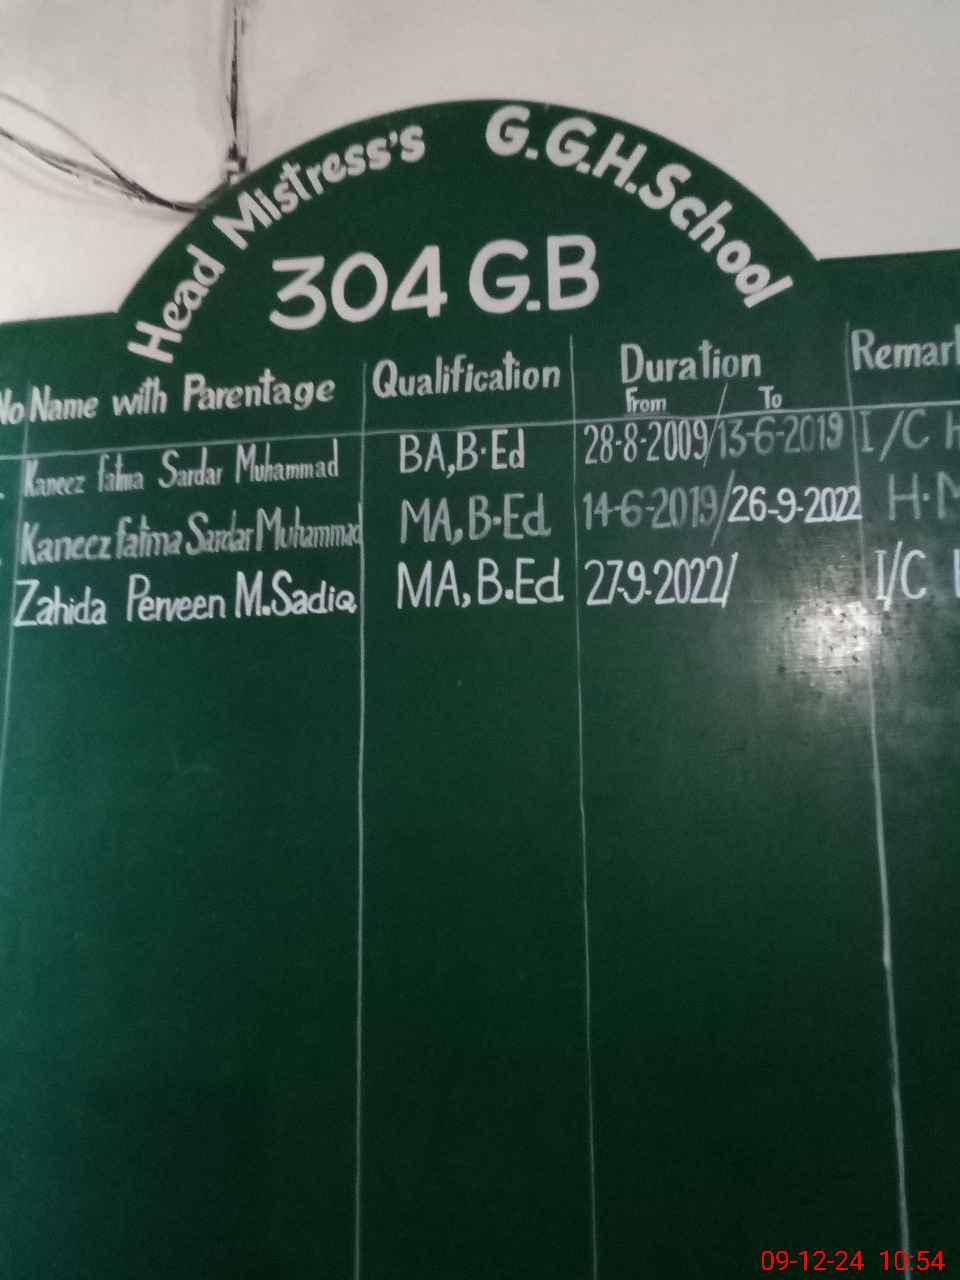 Head Mistress's G.G.H.School
304 G.B
No Name with Parentage Qualification Duration Remark
From / To
Kaneez fatma Sardar Muhammad BA,B.Ed 28-8-2009/13-6-2019 I/C H
Kaneez fatima Sardar Muhammad MA,B.Ed 14-6-2019/26-9-2022 H.M
Zahida Perveen M.Sadiq MA,B.Ed 27.9.2022/ I/C
09-12-24 10:54